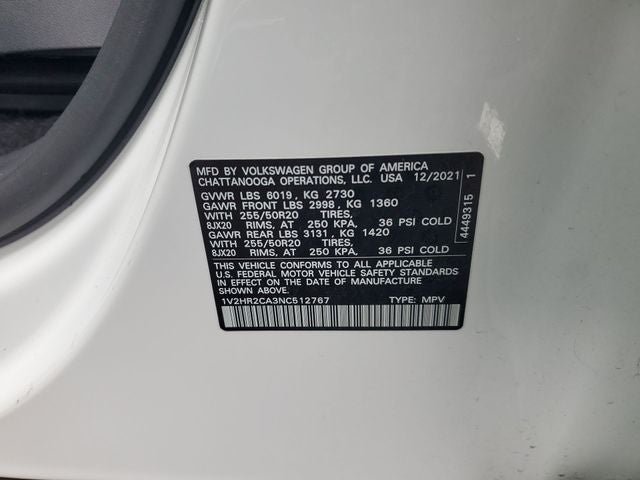 MFD BY VOLKSWAGEN GROUP OF AMERICA
CHATTANOOGA OPERATIONS, LLC. USA 12/2021
GVWR LBS 6019, KG 2730
GAWR FRONT LBS 2998, KG 1360
WITH 255/50R20 TIRES,
8JX20 RIMS, AT 250 KPA, 36 PSI COLD
GAWR REAR LBS 3131, KG 1420
WITH 255/50R20 TIRES,
8JX20 RIMS, AT 250 KPA, 36 PSI COLD
THIS VEHICLE CONFORMS TO ALL APPLICABLE
U.S. FEDERAL MOTOR VEHICLE SAFETY STANDARDS
IN EFFECT ON THE DATE OF MANUFACTURE
SHOWN ABOVE.
1V2HR2CA3NC512767 TYPE: MPV
4449315 1